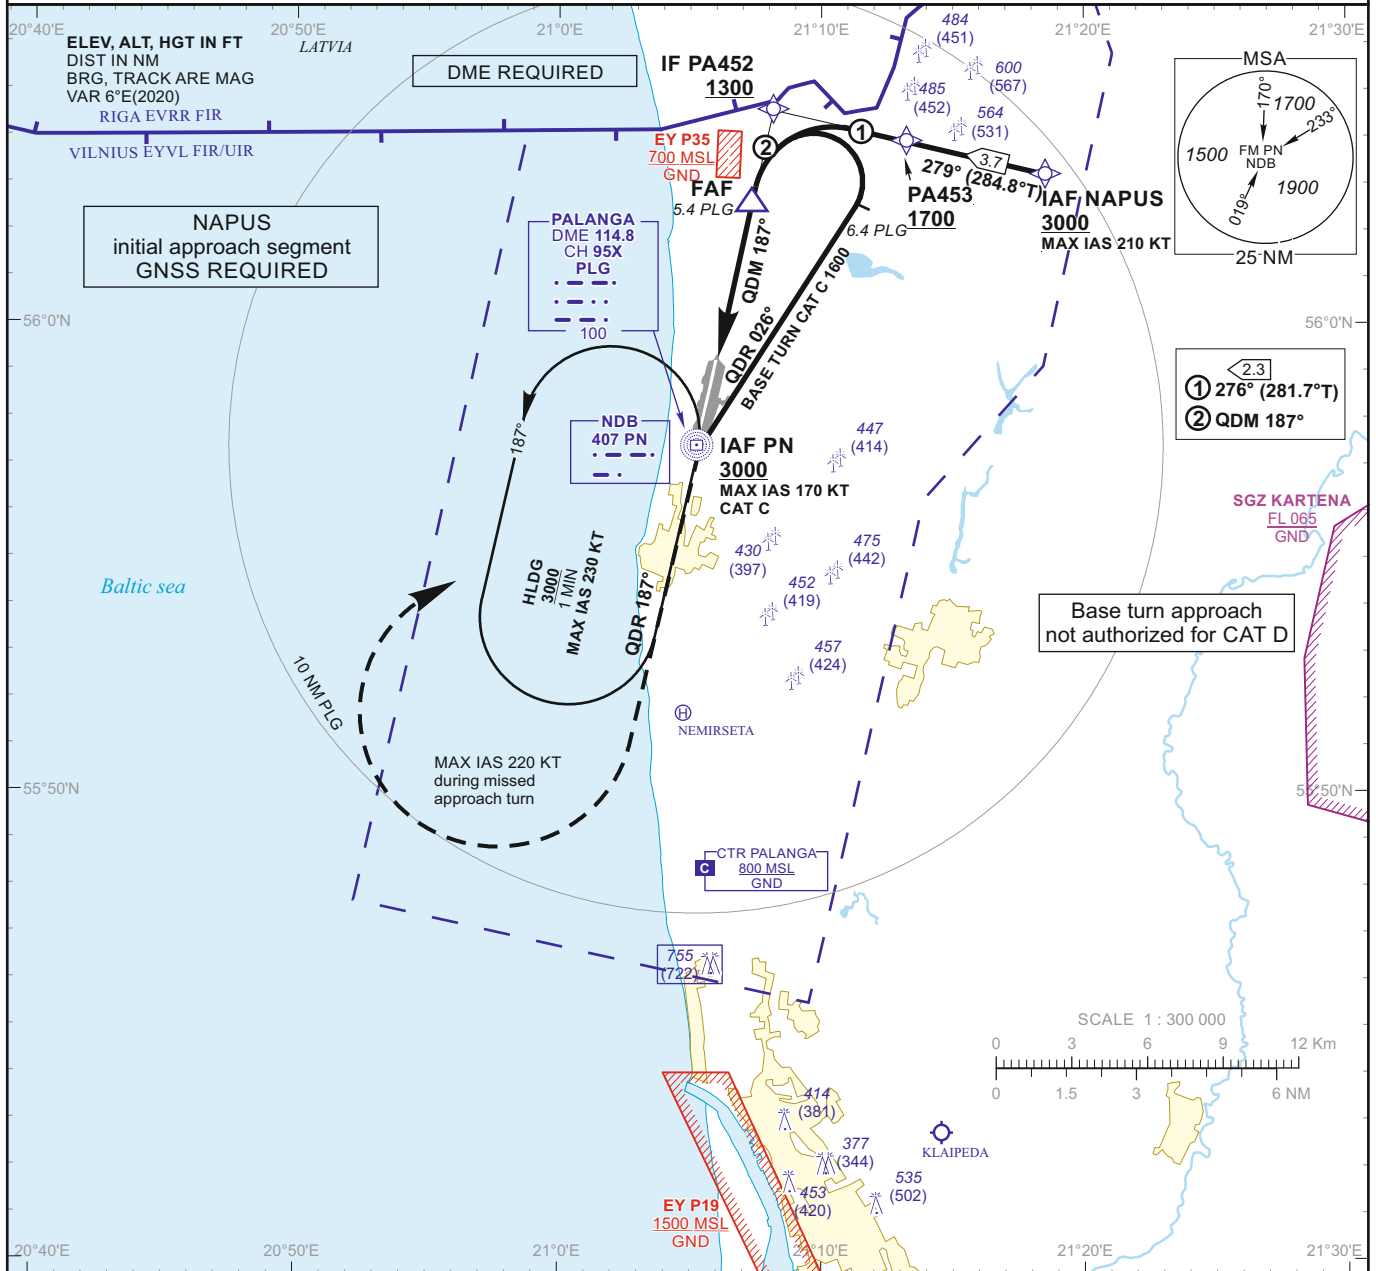 20°40'E
20°50'E
21°0'E
21°10'E
21°20'E
21°30'E
ELEV, ALT, HGT IN FT
DIST IN NM
BRG, TRACK ARE MAG
VAR 6°E(2020)
LATVIA
RIGA EVRR FIR
VILNIUS EYVL FIR/UIR
DME REQUIRED
IF PA452
1300
484
(451)
600
(567)
485
(452)
564
(531)
MSA
170°
1700
233°
1500
FM PN
NDB
1900
019°
25 NM
EY P35
700 MSL
GND
1
2
3.7
279° (284.8°T)
FAF
5.4 PLG
PA453
1700
IAF NAPUS
3000
MAX IAS 210 KT
6.4 PLG
NAPUS
initial approach segment
GNSS REQUIRED
PALANGA
DME 114.8
CH 95X
PLG
100
QDM 187°
QDR 026°
BASE TURN CAT C 1600
56°0'N
56°0'N
2.3
1 276° (281.7°T)
2 QDM 187°
187°
NDB
407 PN
IAF PN
3000
MAX IAS 170 KT
CAT C
447
(414)
SGZ KARTENA
FL 065
GND
430
(397)
475
(442)
452
(419)
457
(424)
Baltic sea
HLDG
3000
1 MIN
MAX IAS 230 KT
QDR 187°
Base turn approach
not authorized for CAT D
10 NM PLG
H
NEMIRSETA
MAX IAS 220 KT
during missed
approach turn
55°50'N
55°50'N
C
CTR PALANGA
800 MSL
GND
755
(722)
SCALE 1 : 300 000
0 3 6 9 12 Km
0 1.5 3 6 NM
414
(381)
377
(344)
453
(420)
535
(502)
KLAIPEDA
EY P19
1500 MSL
GND
20°40'E
20°50'E
21°0'E
21°10'E
21°20'E
21°30'E